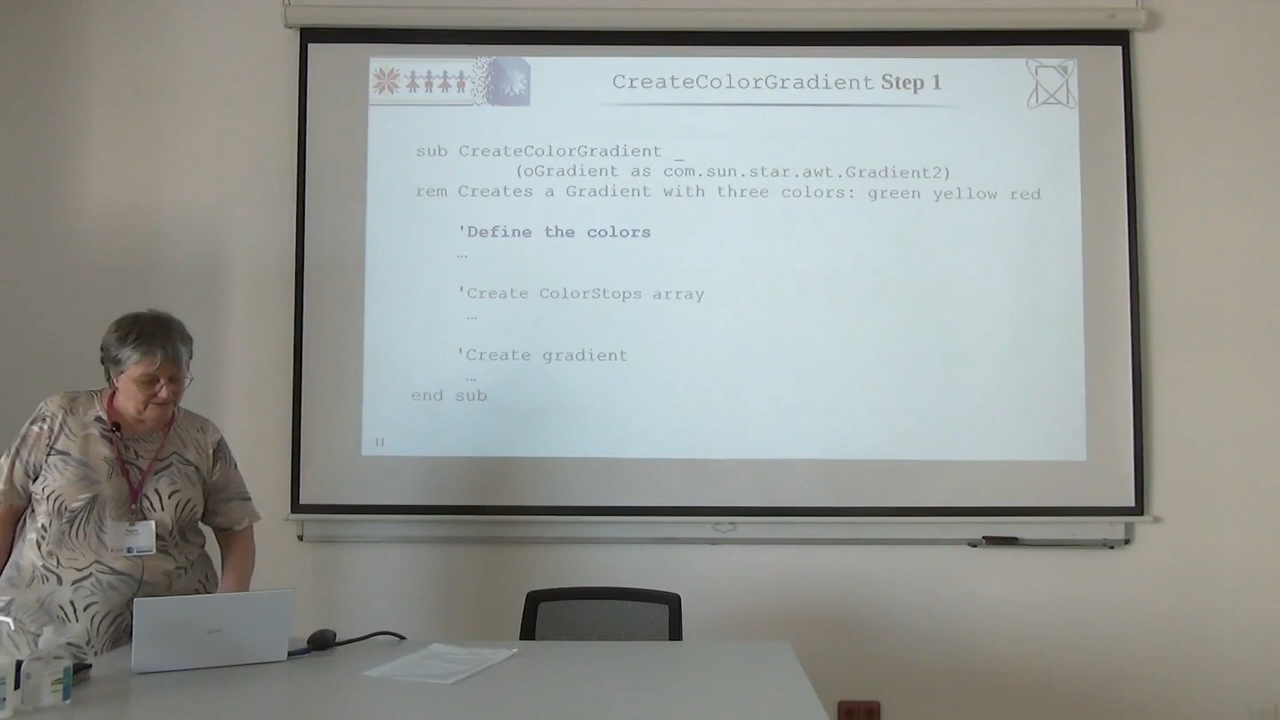 CreateColorGradient Step 1
sub CreateColorGradient _
(oGradient as com.sun.star.awt.Gradient2)
rem Creates a Gradient with three colors: green yellow red
'Define the colors
…
'Create ColorStops array
…
'Create gradient
…
end sub
11